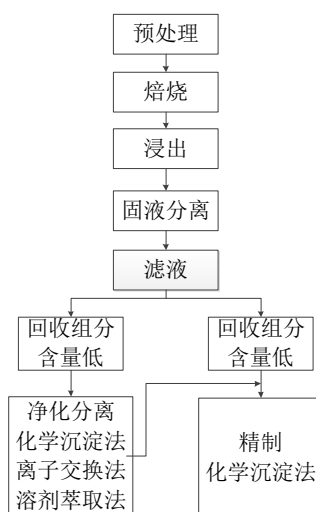 预处理
焙烧
浸出
固液分离
滤液
回收组分
含量低
回收组分
含量低
净化分离
化学沉淀法
离子交换法
溶剂萃取法
精制
化学沉淀法